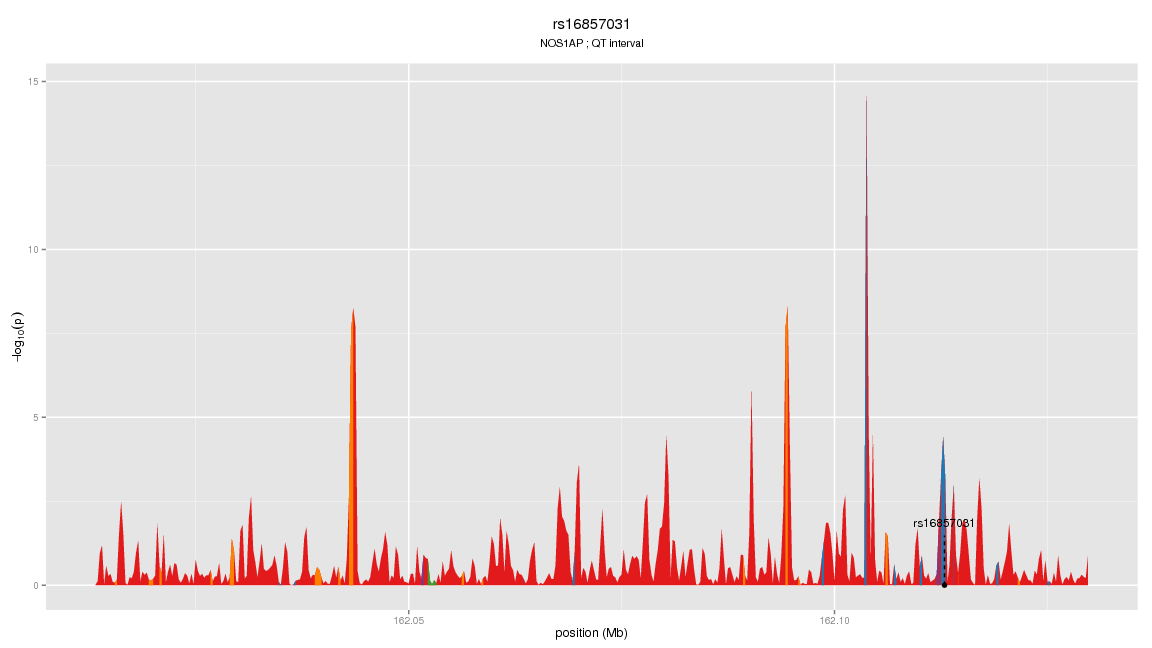 rs16857031
NOS1AP ; QT interval
15
10
5
0
−log10(p)
rs16857031
162.05
162.10
position (Mb)